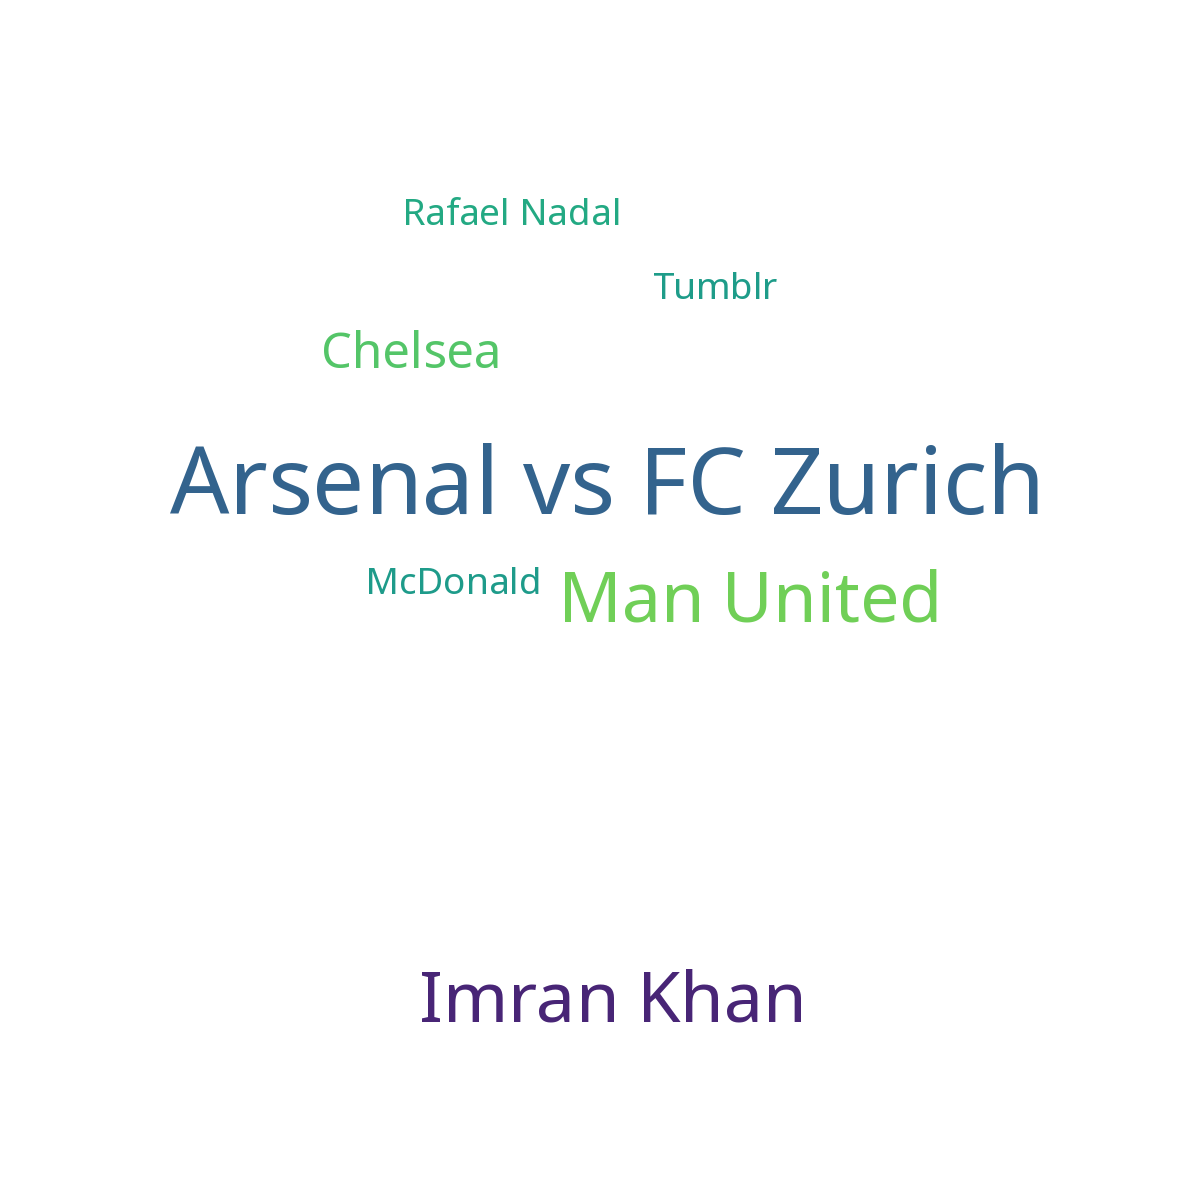 Rafael Nadal
Tumblr
Chelsea
Arsenal vs FC Zurich
McDonald
Man United
Imran Khan